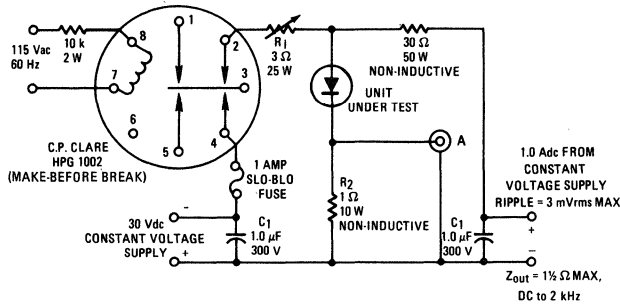 115 Vac
60 Hz
10 k
2 W
8
7
6
5
1
2
3
4
C.P. CLARE
HPG 1002
(MAKE-BEFORE BREAK)
R1
3 Ω
25 W
30 Ω
50 W
NON-INDUCTIVE
UNIT
UNDER TEST
A
1 AMP
SLO-BLO
FUSE
R2
1 Ω
10 W
NON-INDUCTIVE
1.0 Adc FROM
CONSTANT
VOLTAGE SUPPLY
RIPPLE = 3 mVrms MAX
-
30 Vdc
CONSTANT VOLTAGE
SUPPLY
+
C1
1.0 μF
300 V
C1
1.0 μF
300 V
+
-
Zout = 1½ Ω MAX,
DC to 2 kHz